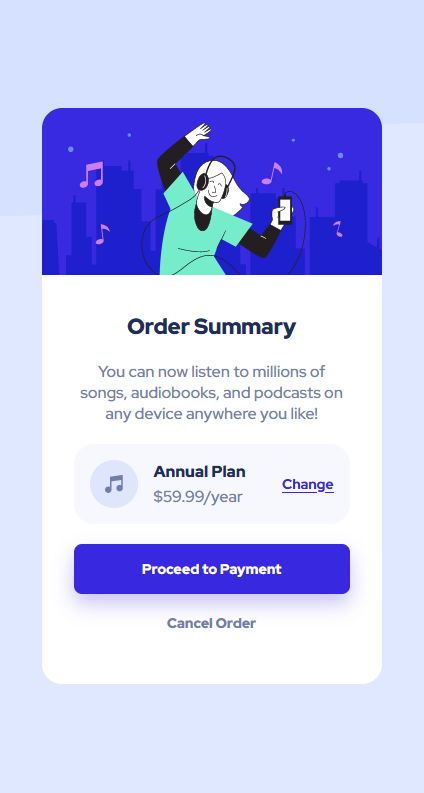 Order Summary
You can now listen to millions of
songs, audiobooks, and podcasts on
any device anywhere you like!
Annual Plan
$59.99/year
Change
Proceed to Payment
Cancel Order